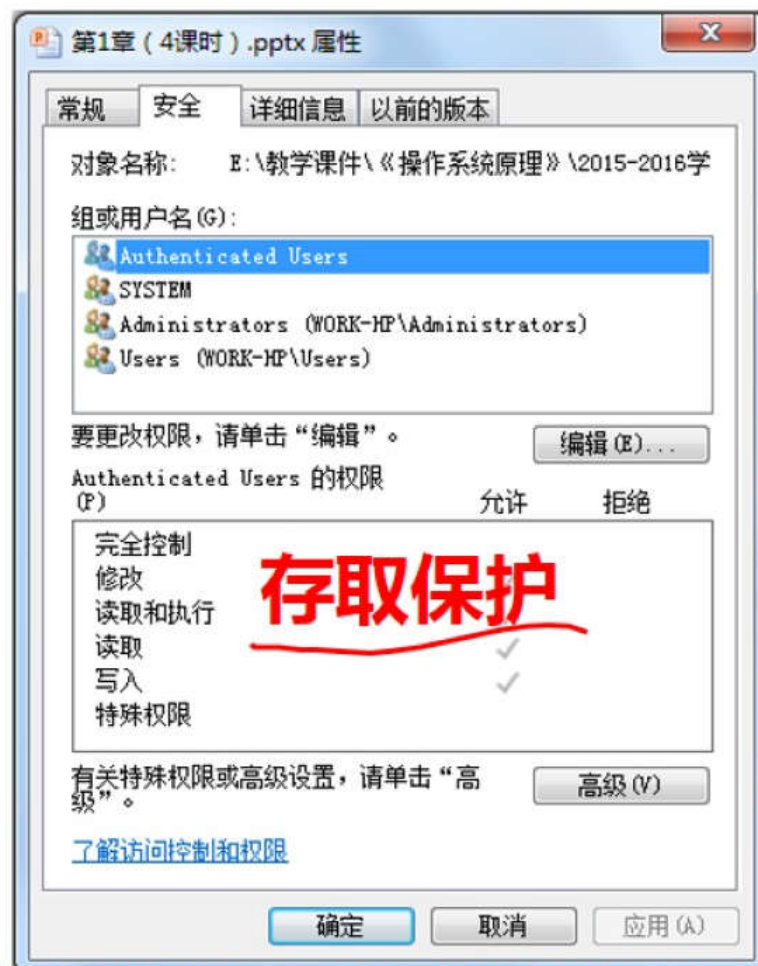 第1章（4课时）.pptx 属性
常规 安全 详细信息 以前的版本
对象名称: E:\教学课件\《操作系统原理》\2015-2016学
组或用户名(G):
Authenticated Users
SYSTEM
Administrators (WORK-HP\Administrators)
Users (WORK-HP\Users)
要更改权限，请单击“编辑”。 编辑(E)...
Authenticated Users 的权限
(P) 允许 拒绝
完全控制
修改
读取和执行
读取
写入
特殊权限
存取保护
有关特殊权限或高级设置，请单击“高
级”。 高级(V)
了解访问控制和权限
确定 取消 应用(A)